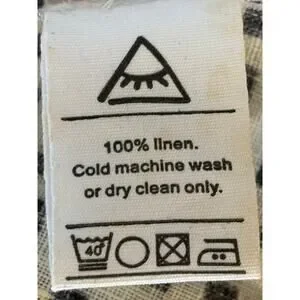 100% linen.
Cold machine wash
or dry clean only.
40°